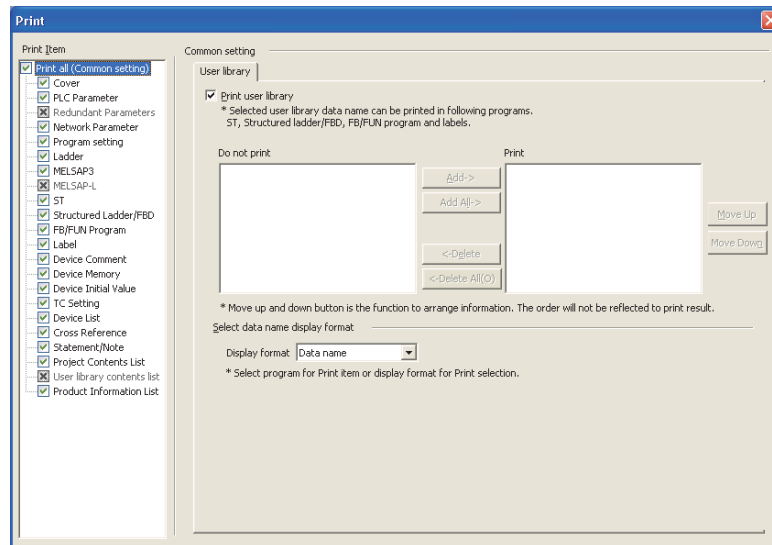 Print
Print Item
Print all (Common setting)
Cover
PLC Parameter
Redundant Parameters
Network Parameter
Program setting
Ladder
MELSAP3
MELSAP-L
ST
Structured Ladder/FBD
FB/FUN Program
Label
Device Comment
Device Memory
Device Initial Value
TC Setting
Device List
Cross Reference
Statement/Note
Project Contents List
User library contents list
Product Information List
Common setting
User library
Print user library
* Selected user library data name can be printed in following programs.
ST, Structured ladder/FBD, FB/FUN program and labels.
Do not print
Print
Add->
Add All->
<-Delete
<-Delete All(O)
Move Up
Move Down
* Move up and down button is the function to arrange information. The order will not be reflected to print result.
Select data name display format
Display format Data name
* Select program for Print item or display format for Print selection.